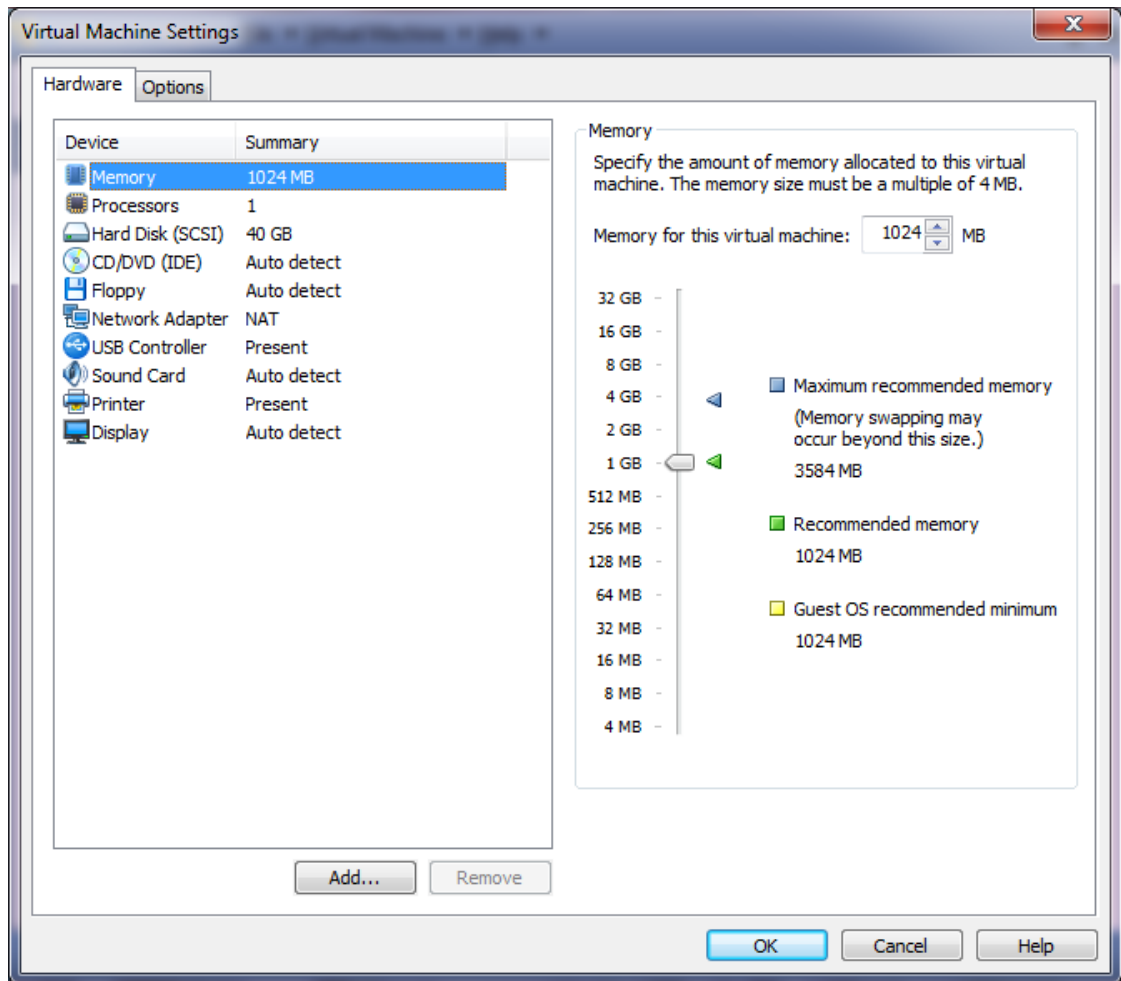 Virtual Machine Settings
Hardware
Options
Device Summary
Memory 1024 MB
Processors 1
Hard Disk (SCSI) 40 GB
CD/DVD (IDE) Auto detect
Floppy Auto detect
Network Adapter NAT
USB Controller Present
Sound Card Auto detect
Printer Present
Display Auto detect
Add...
Remove
Memory
Specify the amount of memory allocated to this virtual
machine. The memory size must be a multiple of 4 MB.
Memory for this virtual machine: 1024 MB
32 GB
16 GB
8 GB
4 GB
2 GB
1 GB
512 MB
256 MB
128 MB
64 MB
32 MB
16 MB
8 MB
4 MB
Maximum recommended memory
(Memory swapping may
occur beyond this size.)
3584 MB
Recommended memory
1024 MB
Guest OS recommended minimum
1024 MB
OK
Cancel
Help